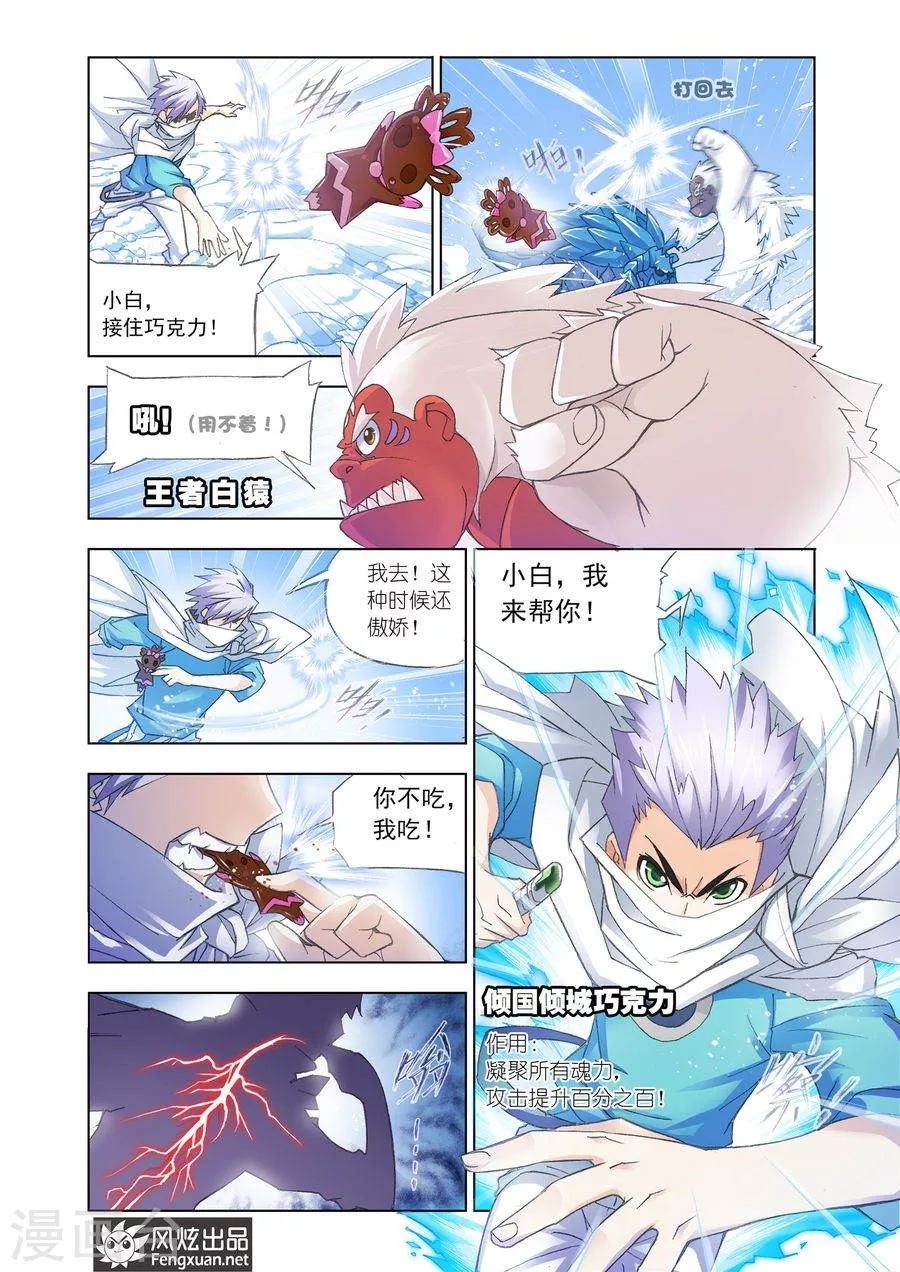 小白，
接住巧克力！
啪！
打回去
吼！（用不着！）
王者白猿
我去！这
种时候还
傲娇！
啪！
你不吃，
我吃！
小白，我
来帮你！
倾国倾城巧克力
作用：
凝聚所有魂力，
攻击提升百分之百！
漫画台
风炫出品
Fengxuan.net